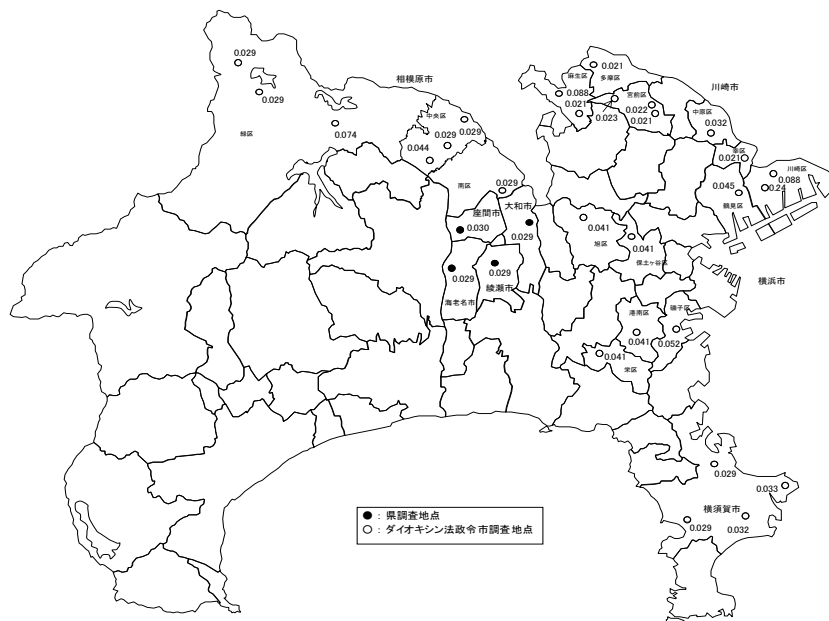 0.029
0.029
緑区
相模原市
0.074
中央区
0.029
0.029
0.044
南区
0.029
麻生区
多摩区
0.021
0.088
0.021
0.023
宮前区
0.022
0.021
川崎市
中原区
0.032
幸区
0.021
川崎区
0.088
0.24
0.045
鶴見区
大和市
0.029
座間市
0.030
0.029
海老名市
0.029
綾瀬市
0.041
旭区
0.041
保土ヶ谷区
横浜市
港南区
0.041
磯子区
0.052
0.041
栄区
0.029
0.033
横須賀市
0.029
0.032
●：県調査地点
○：ダイオキシン法政令市調査地点